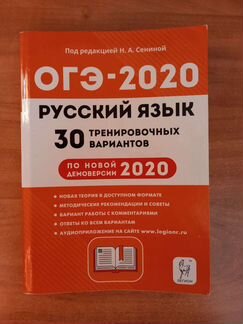 Под редакцией Н. А. Сениной
ОГЭ-2020
РУССКИЙ ЯЗЫК
30 ТРЕНИРОВОЧНЫХ
ВАРИАНТОВ
ПО НОВОЙ
ДЕМОВЕРСИИ 2020
• НОВАЯ ТЕОРИЯ В ДОСТУПНОМ ФОРМАТЕ
• МЕТОДИЧЕСКИЕ РЕКОМЕНДАЦИИ И СОВЕТЫ
• ВАРИАНТ РАБОТЫ С КОММЕНТАРИЯМИ
• ОТВЕТЫ КО ВСЕМ ВАРИАНТАМ
• АУДИОПРИЛОЖЕНИЕ НА САЙТЕ www.legionr.ru
ЛЕГИОН